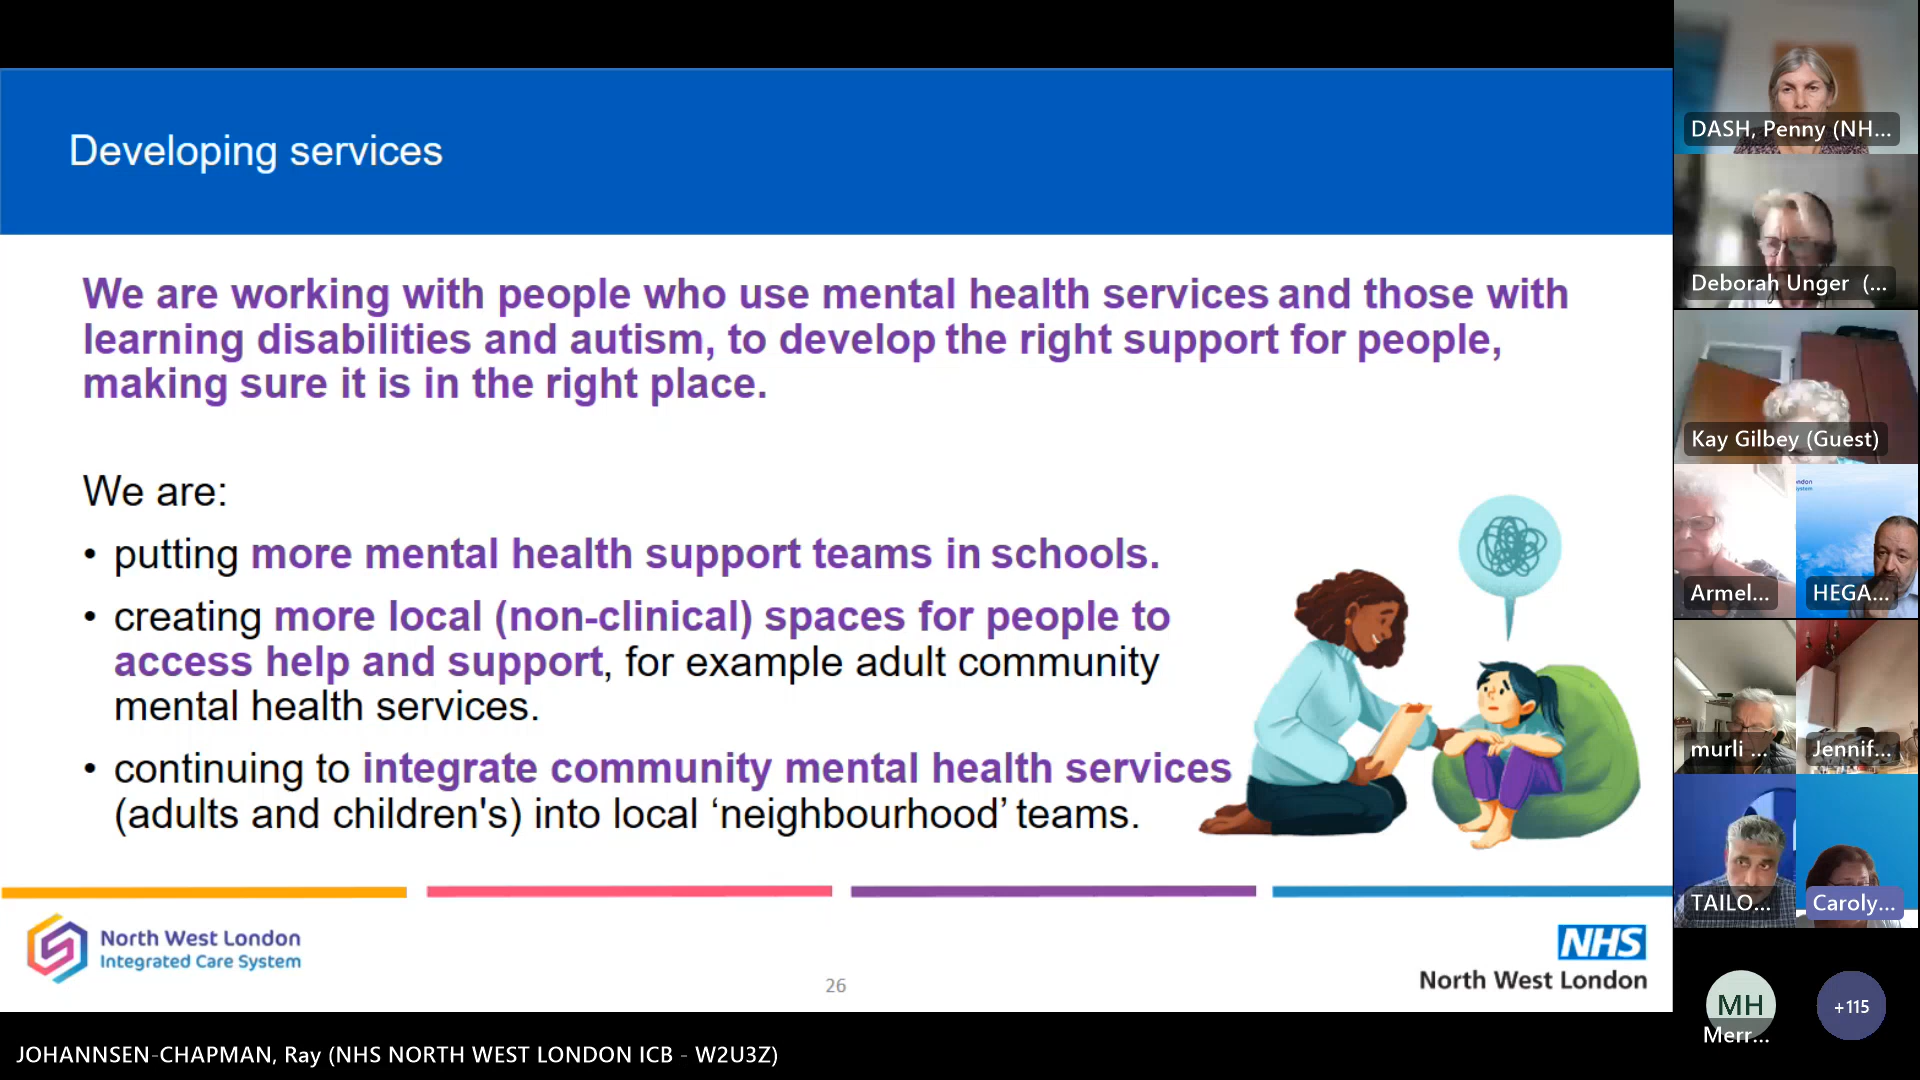 Developing services
We are working with people who use mental health services and those with
learning disabilities and autism, to develop the right support for people,
making sure it is in the right place.
We are:
• putting more mental health support teams in schools.
• creating more local (non-clinical) spaces for people to
access help and support, for example adult community
mental health services.
• continuing to integrate community mental health services
(adults and children's) into local ‘neighbourhood’ teams.
North West London
Integrated Care System
26
NHS
North West London
JOHANNSEN-CHAPMAN, Ray (NHS NORTH WEST LONDON ICB - W2U3Z)
DASH, Penny (NH...
Deborah Unger (...
Kay Gilbey (Guest)
Armel...
HEGA...
murli ...
Jennif...
TAILO...
Caroly...
MH
Merr...
+115